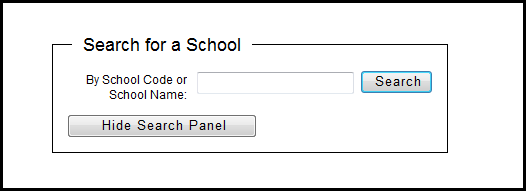 Search for a School
By School Code or
School Name:
Search
Hide Search Panel